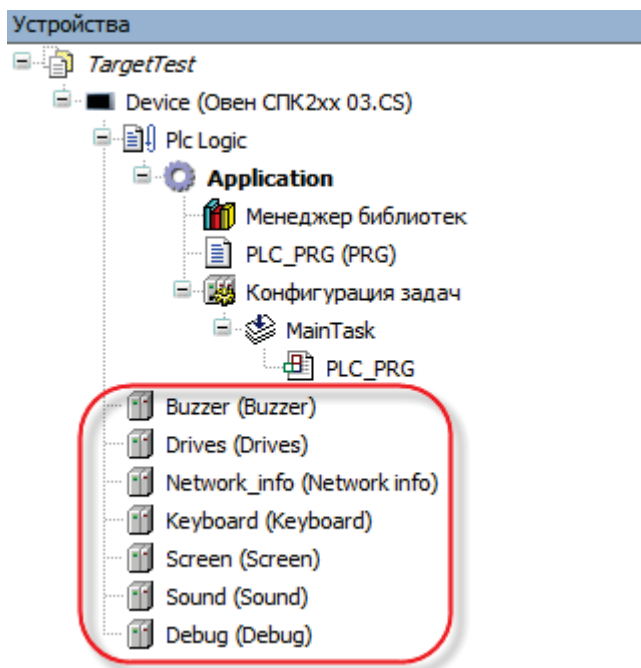 Устройства
TargetTest
Device (Овен СПК2xx 03.CS)
Plc Logic
Application
Менеджер библиотек
PLC_PRG (PRG)
Конфигурация задач
MainTask
PLC_PRG
Buzzer (Buzzer)
Drives (Drives)
Network_info (Network info)
Keyboard (Keyboard)
Screen (Screen)
Sound (Sound)
Debug (Debug)